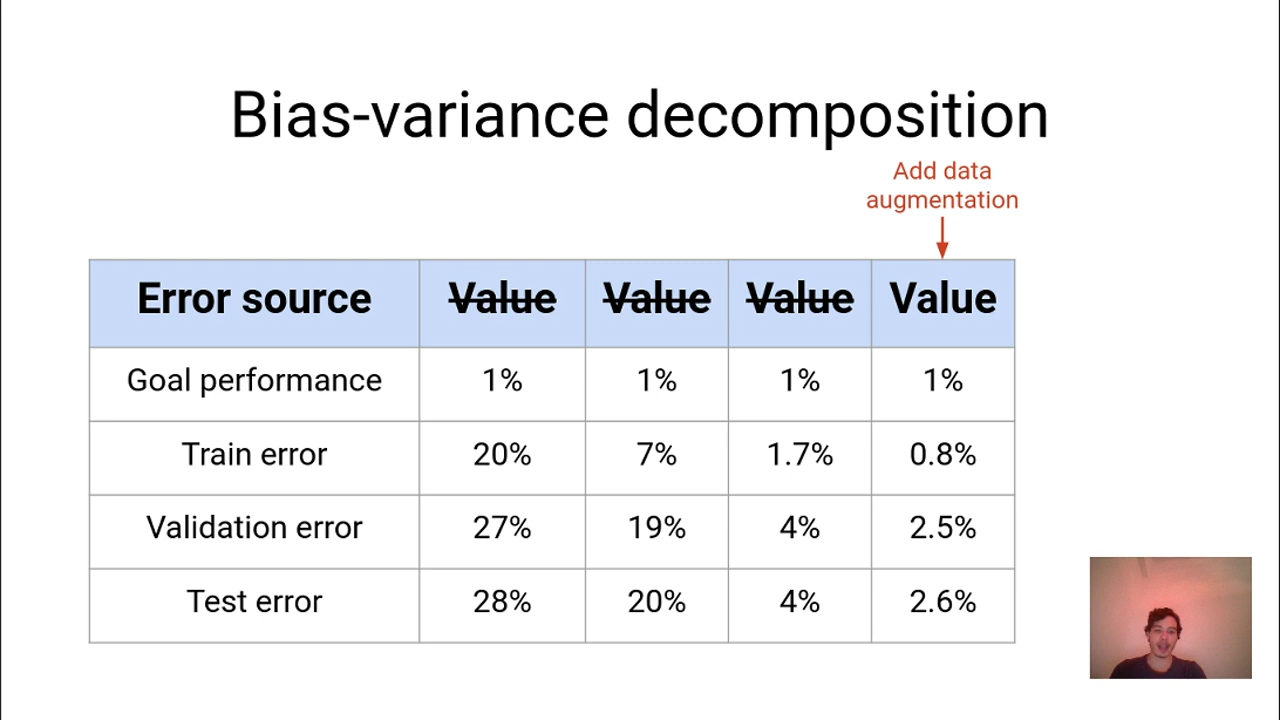 Bias-variance decomposition
Add data
augmentation
Error source Value Value Value Value
Goal performance 1% 1% 1% 1%
Train error 20% 7% 1.7% 0.8%
Validation error 27% 19% 4% 2.5%
Test error 28% 20% 4% 2.6%